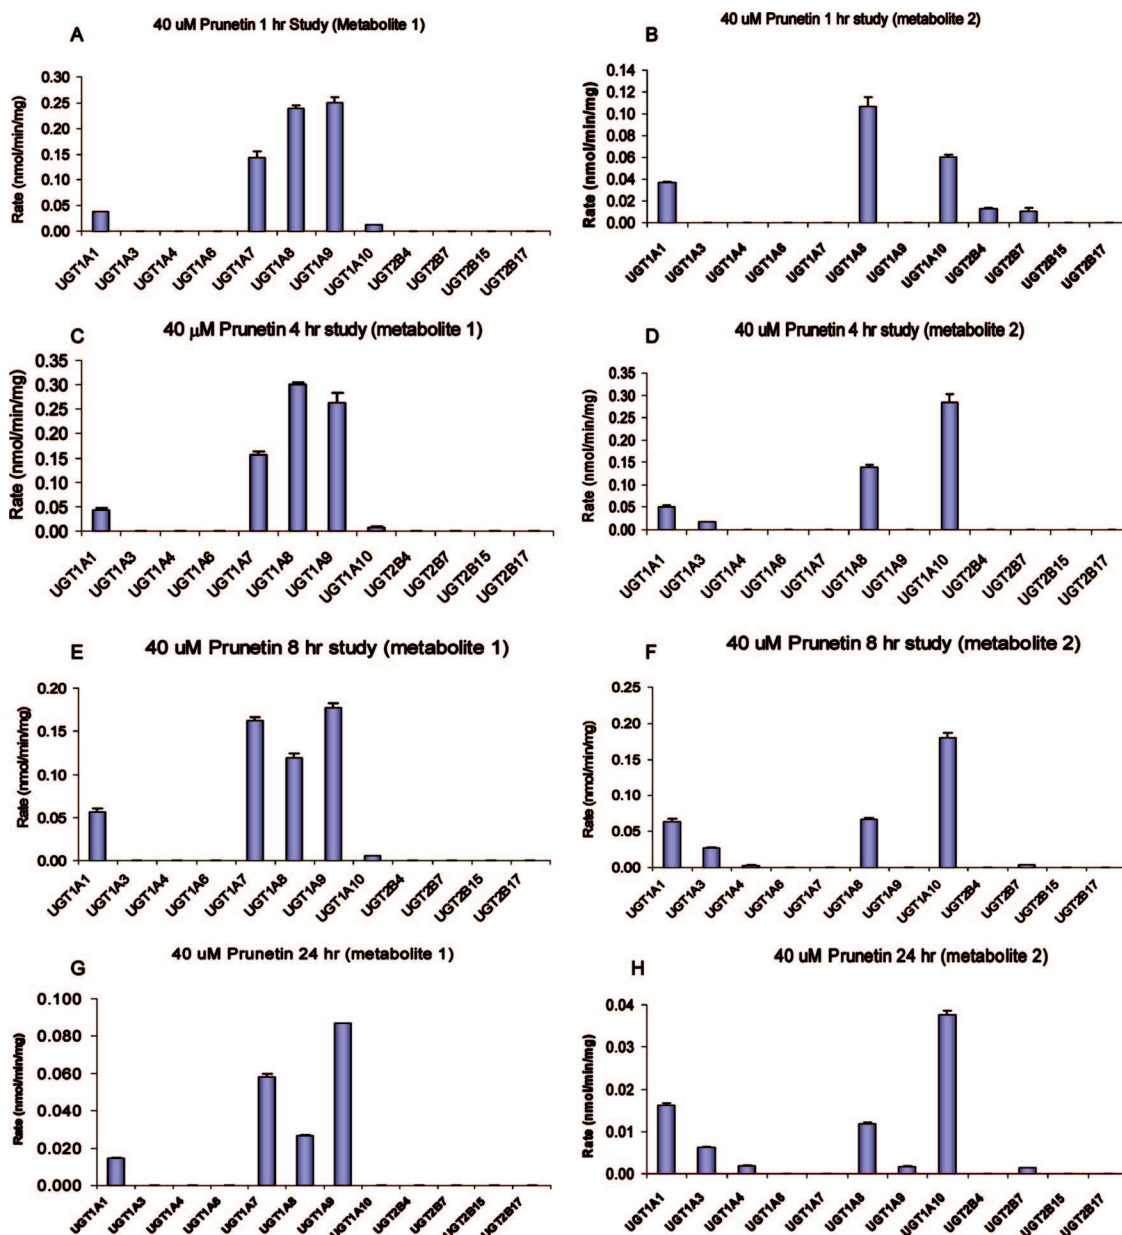 A
40 uM Prunetin 1 hr Study (Metabolite 1)
Rate (nmol/min/mg)
0.30
0.25
0.20
0.15
0.10
0.05
0.00
UGT1A1
UGT1A3
UGT1A4
UGT1A6
UGT1A7
UGT1A8
UGT1A9
UGT1A10
UGT2B4
UGT2B7
UGT2B15
UGT2B17
B
40 uM Prunetin 1 hr study (metabolite 2)
Rate (nmol/min/mg)
0.14
0.12
0.10
0.08
0.06
0.04
0.02
0.00
UGT1A1
UGT1A3
UGT1A4
UGT1A6
UGT1A7
UGT1A8
UGT1A9
UGT1A10
UGT2B4
UGT2B7
UGT2B15
UGT2B17
C
40 µM Prunetin 4 hr study (metabolite 1)
Rate (nmol/min/mg)
0.35
0.30
0.25
0.20
0.15
0.10
0.05
0.00
UGT1A1
UGT1A3
UGT1A4
UGT1A6
UGT1A7
UGT1A8
UGT1A9
UGT1A10
UGT2B4
UGT2B7
UGT2B15
UGT2B17
D
40 uM Prunetin 4 hr study (metabolite 2)
Rate (nmol/min/mg)
0.35
0.30
0.25
0.20
0.15
0.10
0.05
0.00
UGT1A1
UGT1A3
UGT1A4
UGT1A6
UGT1A7
UGT1A8
UGT1A9
UGT1A10
UGT2B4
UGT2B7
UGT2B15
UGT2B17
E
40 uM Prunetin 8 hr study (metabolite 1)
Rate (nmol/min/mg)
0.20
0.15
0.10
0.05
0.00
UGT1A1
UGT1A3
UGT1A4
UGT1A6
UGT1A7
UGT1A8
UGT1A9
UGT1A10
UGT2B4
UGT2B7
UGT2B15
UGT2B17
F
40 uM Prunetin 8 hr study (metabolite 2)
Rate (nmol/min/mg)
0.25
0.20
0.15
0.10
0.05
0.00
UGT1A1
UGT1A3
UGT1A4
UGT1A6
UGT1A7
UGT1A8
UGT1A9
UGT1A10
UGT2B4
UGT2B7
UGT2B15
UGT2B17
G
40 uM Prunetin 24 hr (metabolite 1)
Rate (nmol/min/mg)
0.100
0.080
0.060
0.040
0.020
0.000
UGT1A1
UGT1A3
UGT1A4
UGT1A6
UGT1A7
UGT1A8
UGT1A9
UGT1A10
UGT2B4
UGT2B7
UGT2B15
UGT2B17
H
40 uM Prunetin 24 hr (metabolite 2)
Rate (nmol/min/mg)
0.04
0.03
0.02
0.01
0.00
UGT1A1
UGT1A3
UGT1A4
UGT1A6
UGT1A7
UGT1A8
UGT1A9
UGT1A10
UGT2B4
UGT2B7
UGT2B15
UGT2B17